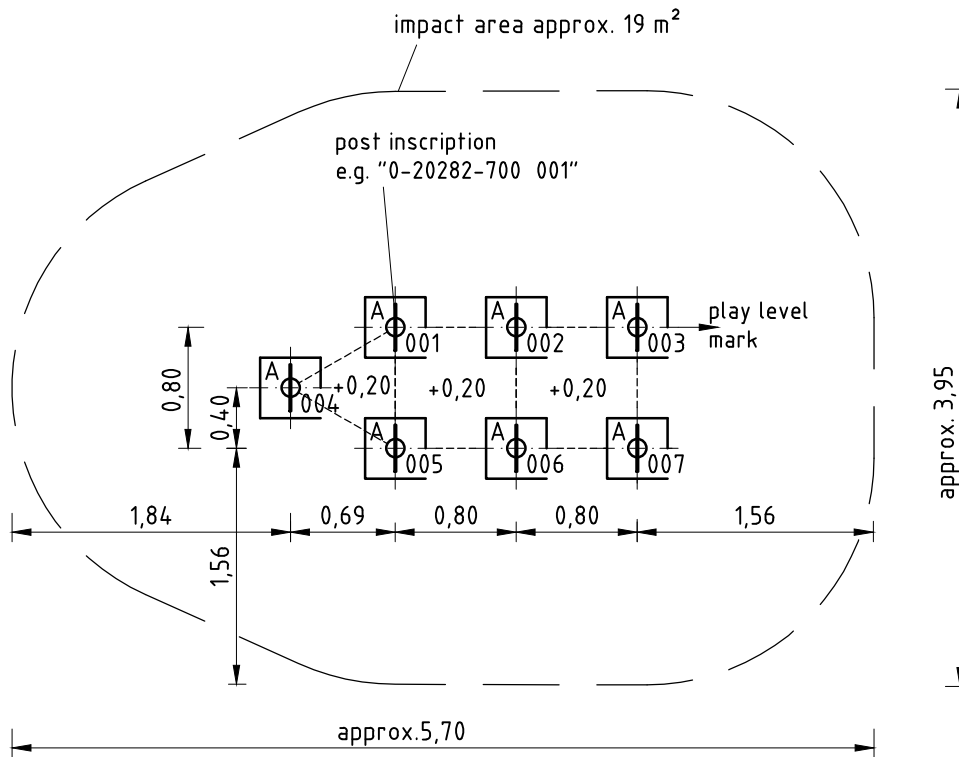 impact area approx. 19 m²
post inscription
e.g. "0-20282-700 001"
A
001
A
002
A
003
play level
mark
A
004
+0,20
+0,20
+0,20
A
005
A
006
A
007
0,80
0,40
1,56
1,84
0,69
0,80
0,80
1,56
approx. 3,95
approx.5,70